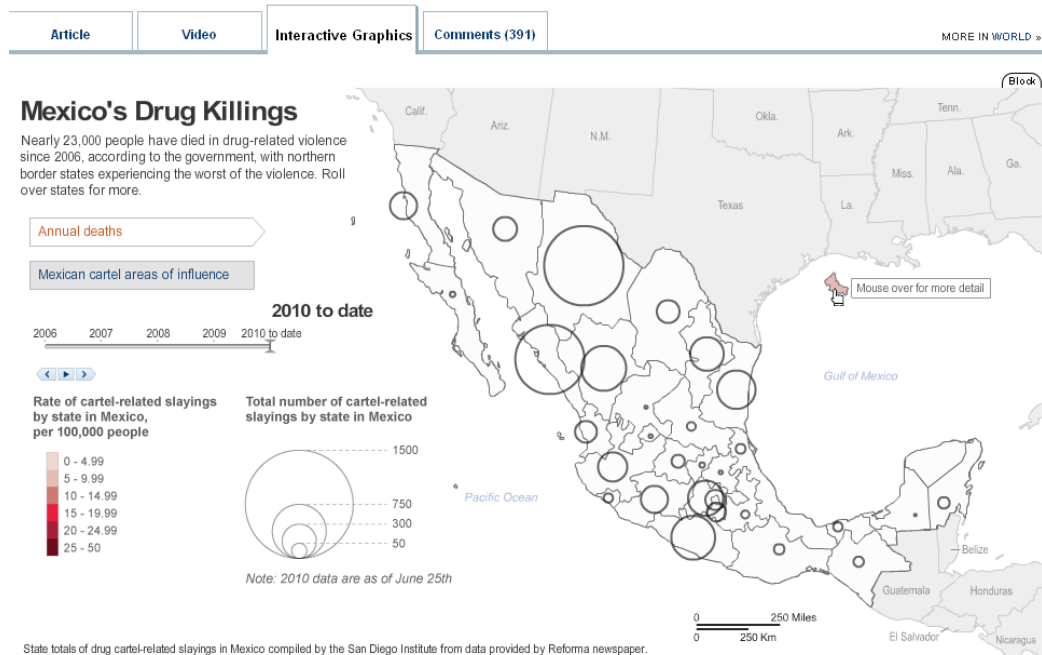 Article
Video
Interactive Graphics
Comments (391)
MORE IN WORLD »
Block
Mexico's Drug Killings
Nearly 23,000 people have died in drug-related violence
since 2006, according to the government, with northern
border states experiencing the worst of the violence. Roll
over states for more.
Annual deaths
Mexican cartel areas of influence
2010 to date
2006 2007 2008 2009 2010 to date
Rate of cartel-related slayings
by state in Mexico,
per 100,000 people
0 - 4.99
5 - 9.99
10 - 14.99
15 - 19.99
20 - 24.99
25 - 50
Total number of cartel-related
slayings by state in Mexico
1500
750
300
50
Note: 2010 data are as of June 25th
Calif.
Ariz.
N.M.
Okla.
Ark.
Tenn.
Miss.
Ala.
Ga.
Texas
La.
Mouse over for more detail
Gulf of Mexico
Pacific Ocean
Belize
Guatemala
Honduras
El Salvador
Nicaragua
0 250 Miles
0 250 Km
State totals of drug cartel-related slayings in Mexico compiled by the San Diego Institute from data provided by Reforma newspaper.